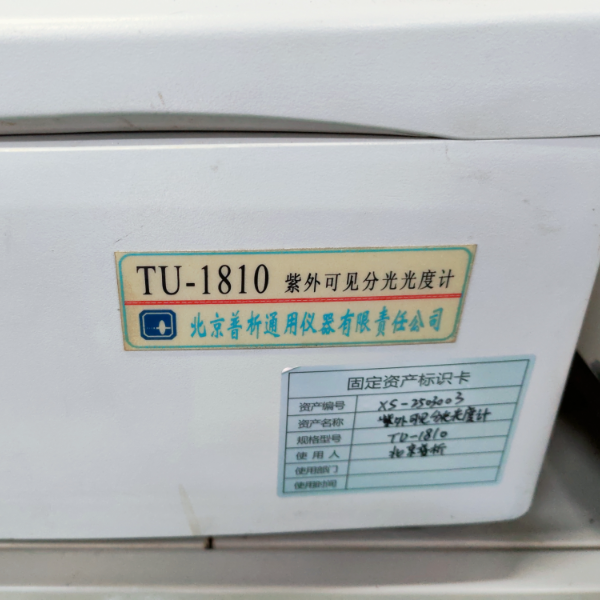 TU-1810 紫外可见分光光度计
北京普析通用仪器有限责任公司
固定资产标识卡
资产编号 XS-2503003
资产名称 紫外可见分光光度计
规格型号 TU-1810
使用人 北京普析
使用部门
使用时间